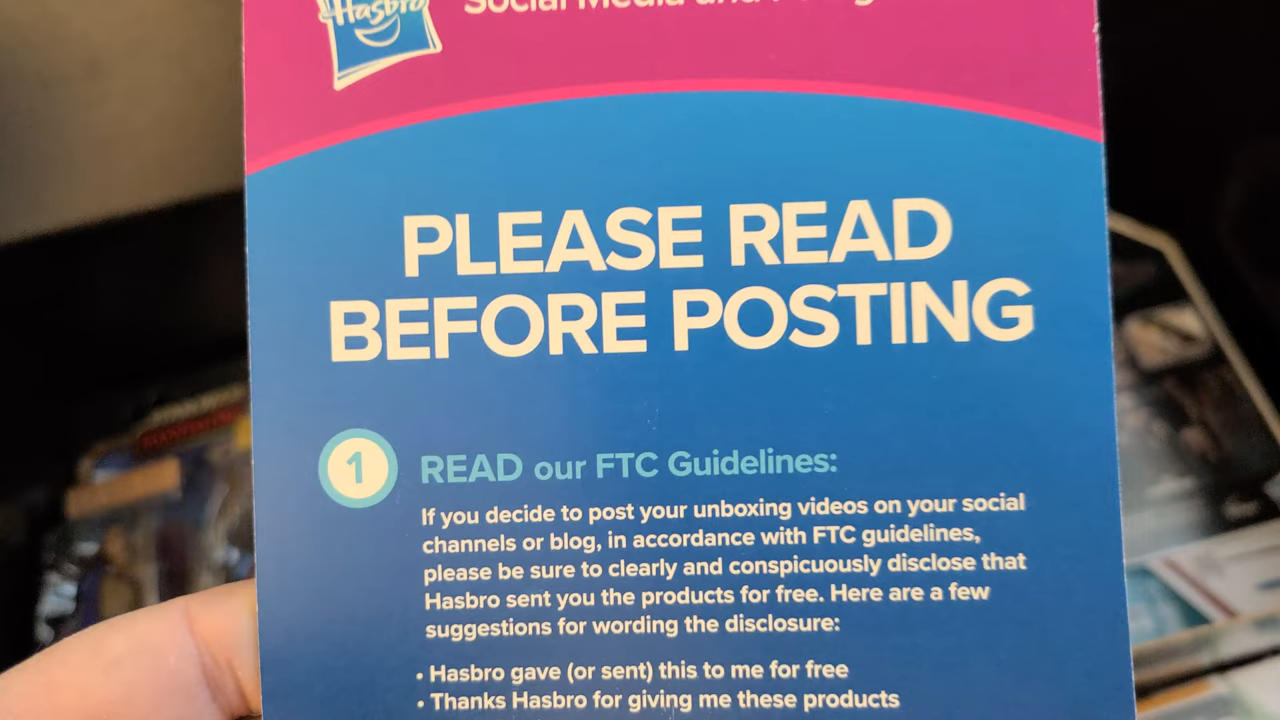 Hasbro
Social Media and
PLEASE READ
BEFORE POSTING
1
READ our FTC Guidelines:
If you decide to post your unboxing videos on your social
channels or blog, in accordance with FTC guidelines,
please be sure to clearly and conspicuously disclose that
Hasbro sent you the products for free. Here are a few
suggestions for wording the disclosure:
• Hasbro gave (or sent) this to me for free
• Thanks Hasbro for giving me these products